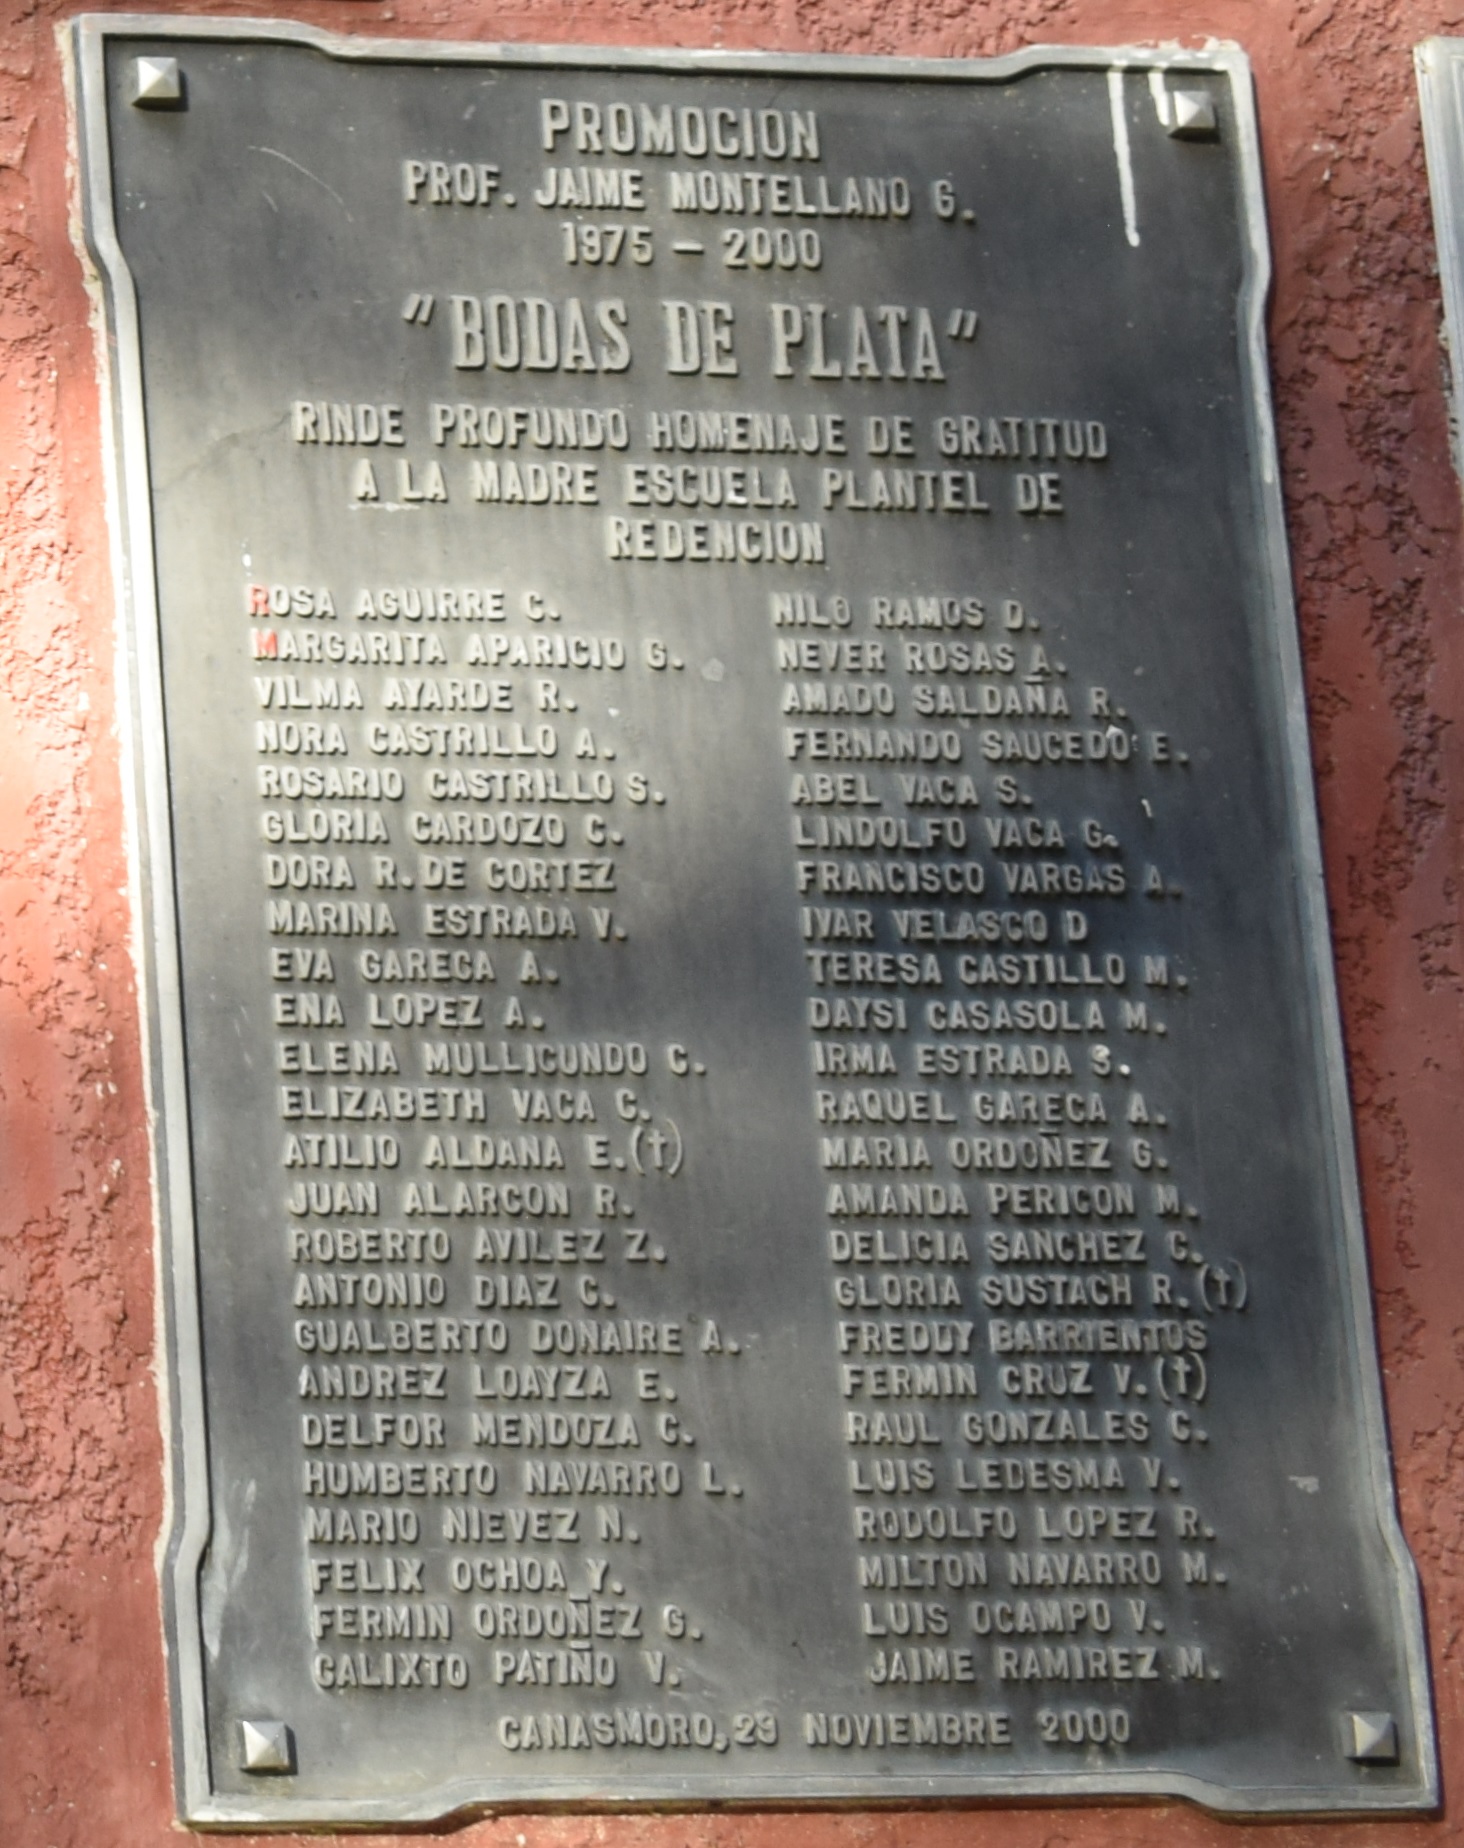 PROMOCION
PROF. JAIME MONTELLANO G.
1975 - 2000
"BODAS DE PLATA"
RINDE PROFUNDO HOMENAJE DE GRATITUD
A LA MADRE ESCUELA PLANTEL DE
REDENCION
ROSA AGUIRRE C.
MARGARITA APARICIO G.
VILMA AYARDE R.
NORA CASTRILLO A.
ROSARIO CASTRILLO S.
GLORIA CARDOZO C.
DORA R. DE CORTEZ
MARINA ESTRADA V.
EVA GARECA A.
ENA LOPEZ A.
ELENA MULLICUNDO C.
ELIZABETH VACA C.
ATILIO ALDANA E. (†)
JUAN ALARCON R.
ROBERTO AVILEZ Z.
ANTONIO DIAZ C.
GUALBERTO DONAIRE A.
ANDREZ LOAYZA E.
DELFOR MENDOZA C.
HUMBERTO NAVARRO L.
MARIO NIEVEZ N.
FELIX OCHOA Y.
FERMIN ORDOÑEZ G.
CALIXTO PATIÑO V.
NILO RAMOS D.
NEVER ROSAS A.
AMADO SALDAÑA R.
FERNANDO SAUCEDO E.
ABEL VACA S.
LINDOLFO VACA G.
FRANCISCO VARGAS A.
IVAR VELASCO D
TERESA CASTILLO M.
DAYSI CASASOLA M.
IRMA ESTRADA S.
RAQUEL GARECA A.
MARIA ORDOÑEZ G.
AMANDA PERICON M.
DELICIA SANCHEZ C.
GLORIA SUSTACH R. (†)
FREDDY BARRIENTOS
FERMIN CRUZ V. (†)
RAUL GONZALES C.
LUIS LEDESMA V.
RODOLFO LOPEZ R.
MILTON NAVARRO M.
LUIS OCAMPO V.
JAIME RAMIREZ M.
CANASMORO, 23 NOVIEMBRE 2000